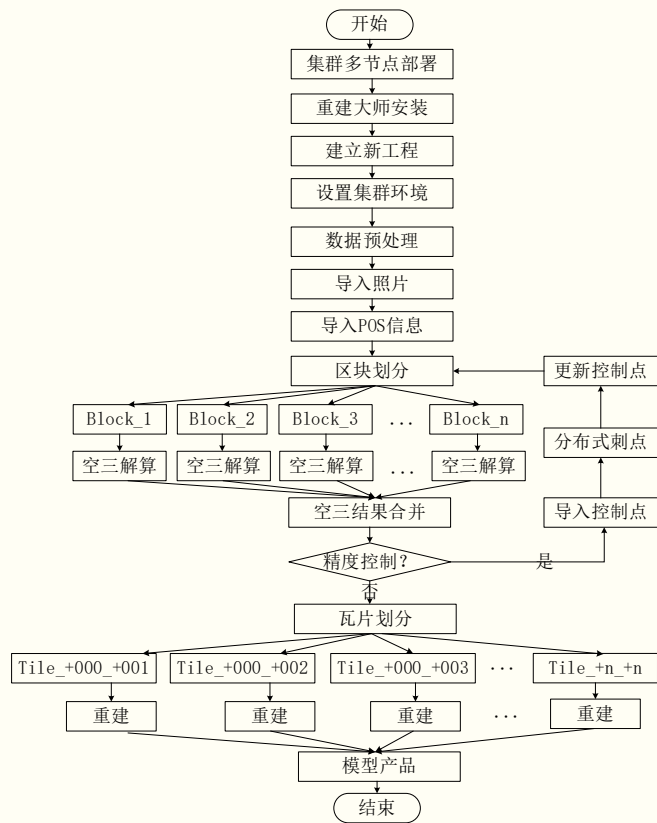 开始
集群多节点部署
重建大师安装
建立新工程
设置集群环境
数据预处理
导入照片
导入POS信息
区块划分
更新控制点
Block_1 Block_2 Block_3 ... Block_n
分布式刺点
空三解算 空三解算 空三解算 ... 空三解算
空三结果合并
导入控制点
精度控制?
是
否
瓦片划分
Tile_+000_+001 Tile_+000_+002 Tile_+000_+003 ... Tile_+n_+n
重建 重建 重建 ... 重建
模型产品
结束